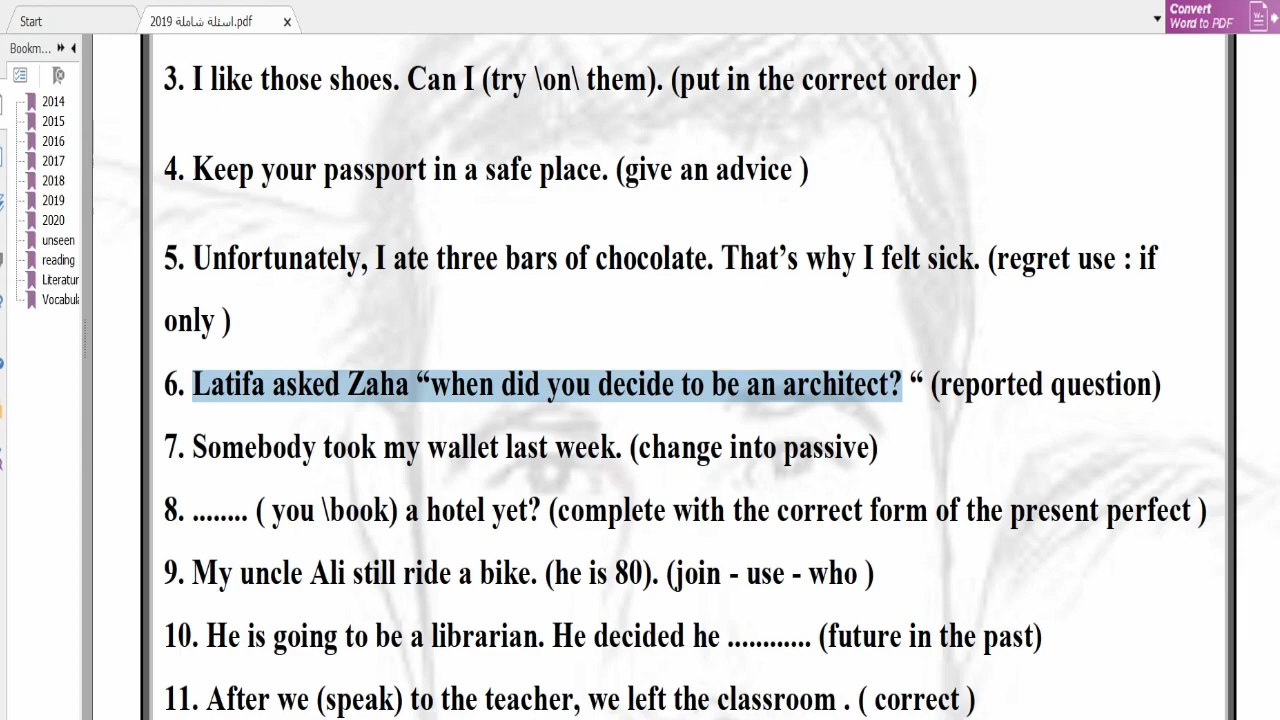 Start
اسئلة شاملة 2019.pdf
Convert
Word to PDF
Bookm...
2014
2015
2016
2017
2018
2019
2020
unseen
reading
Literatur
Vocabula
3. I like those shoes. Can I (try \on\ them). (put in the correct order )
4. Keep your passport in a safe place. (give an advice )
5. Unfortunately, I ate three bars of chocolate. That’s why I felt sick. (regret use : if
only )
6. Latifa asked Zaha “when did you decide to be an architect? “ (reported question)
7. Somebody took my wallet last week. (change into passive)
8. ........ ( you \book) a hotel yet? (complete with the correct form of the present perfect )
9. My uncle Ali still ride a bike. (he is 80). (join - use - who )
10. He is going to be a librarian. He decided he ............ (future in the past)
11. After we (speak) to the teacher, we left the classroom . ( correct )